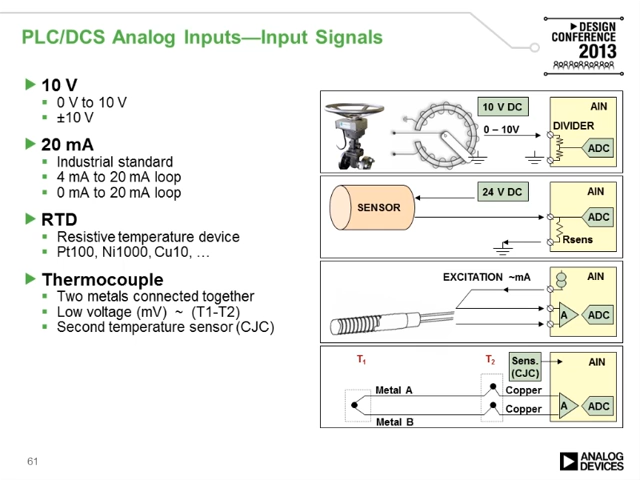 PLC/DCS Analog Inputs—Input Signals
DESIGN
CONFERENCE
2013
10 V
0 V to 10 V
±10 V
20 mA
Industrial standard
4 mA to 20 mA loop
0 mA to 20 mA loop
RTD
Resistive temperature device
Pt100, Ni1000, Cu10, …
Thermocouple
Two metals connected together
Low voltage (mV) ~ (T1-T2)
Second temperature sensor (CJC)
10 V DC
AIN
0 – 10V
DIVIDER
ADC
24 V DC
AIN
SENSOR
ADC
Rsens
EXCITATION ~mA
AIN
A
ADC
T1
T2
Sens.
(CJC)
AIN
Metal A
Copper
Copper
A
ADC
Metal B
61
ANALOG
DEVICES